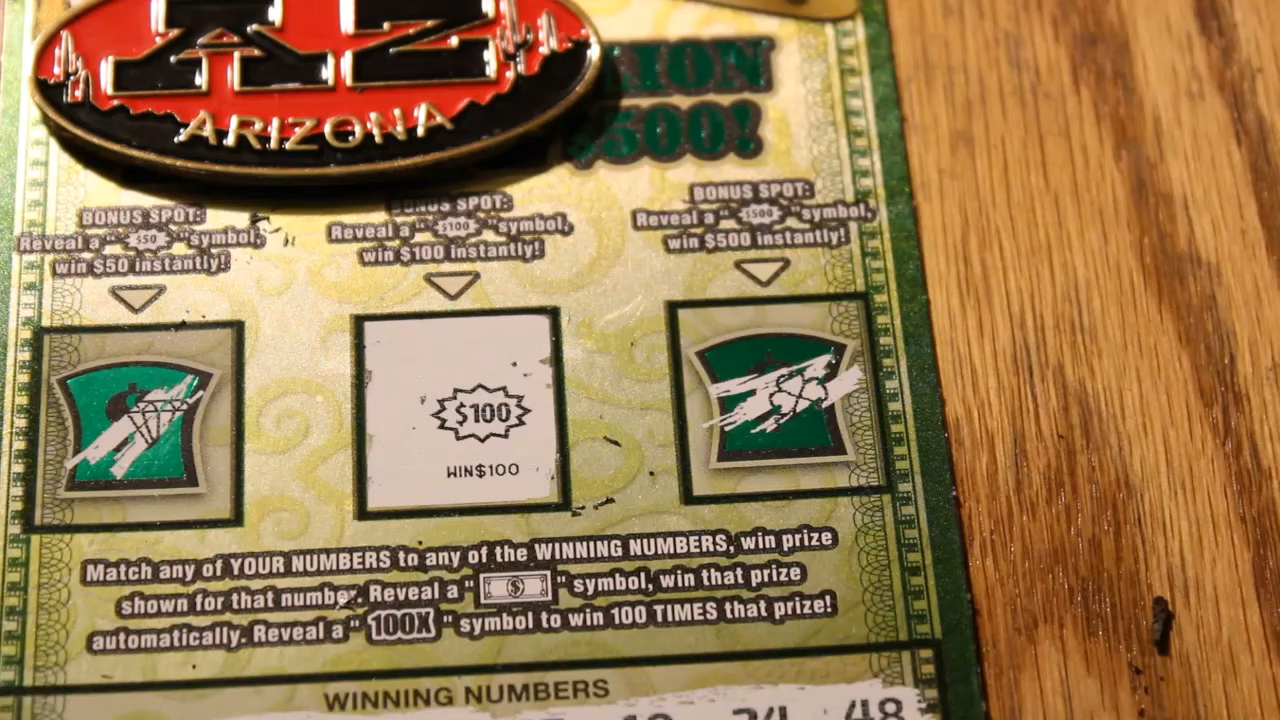 AZ
ARIZONA
$500!
BONUS SPOT:
Reveal a " $50 " symbol,
win $50 instantly!
BONUS SPOT:
Reveal a " $100 " symbol,
win $100 instantly!
BONUS SPOT:
Reveal a " $500 " symbol,
win $500 instantly!
$100
WIN$100
Match any of YOUR NUMBERS to any of the WINNING NUMBERS, win prize
shown for that number. Reveal a " $ " symbol, win that prize
automatically. Reveal a " 100X " symbol to win 100 TIMES that prize!
WINNING NUMBERS
48